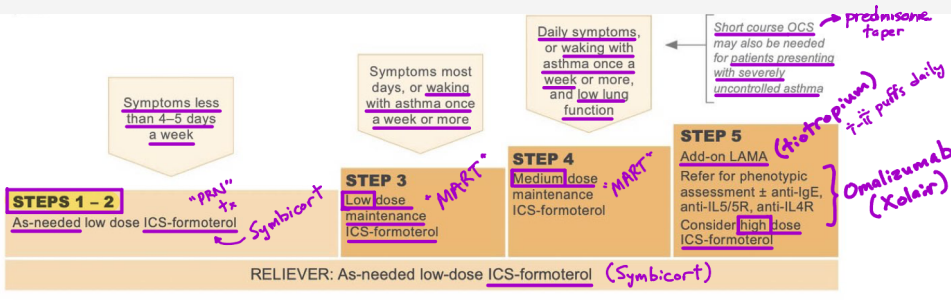 Short course OCS
may also be needed
for patients presenting
with severely
uncontrolled asthma
→ prednisone
taper
Daily symptoms,
or waking with
asthma once a
week or more,
and low lung
function
Symptoms most
days, or waking
with asthma once
a week or more
Symptoms less
than 4–5 days
a week
STEPS 1 – 2
As-needed low dose ICS-formoterol
"PRN"
tx
Symbicort
STEP 3
Low dose
maintenance
ICS-formoterol
"MART"
STEP 4
Medium dose
maintenance
ICS-formoterol
"MART"
STEP 5
Add-on LAMA
Refer for phenotypic
assessment ± anti-IgE,
anti-IL5/5R, anti-IL4R
Consider high dose
ICS-formoterol
(tiotropium)
i-ii puffs daily
Omalizumab
(Xolair)
RELIEVER: As-needed low-dose ICS-formoterol (Symbicort)